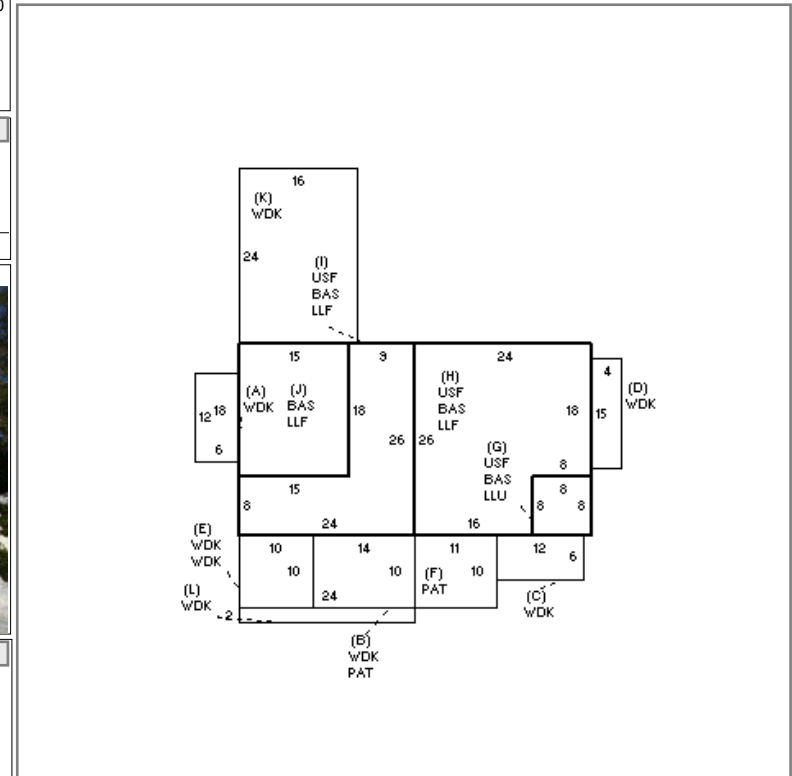 16
(K)
WDK
24
(I)
USF
BAS
LLF
15
9
24
4
(A)
WDK
(J)
BAS
LLF
(H)
USF
BAS
LLF
(D)
WDK
12
18
18
18
15
6
26
26
(G)
USF
BAS
LLU
8
15
8
8
8
8
24
16
(E)
WDK
WDK
10
14
11
12
6
10
10
(F)
PAT
10
(L)
WDK
24
(C)
WDK
2
(B)
WDK
PAT